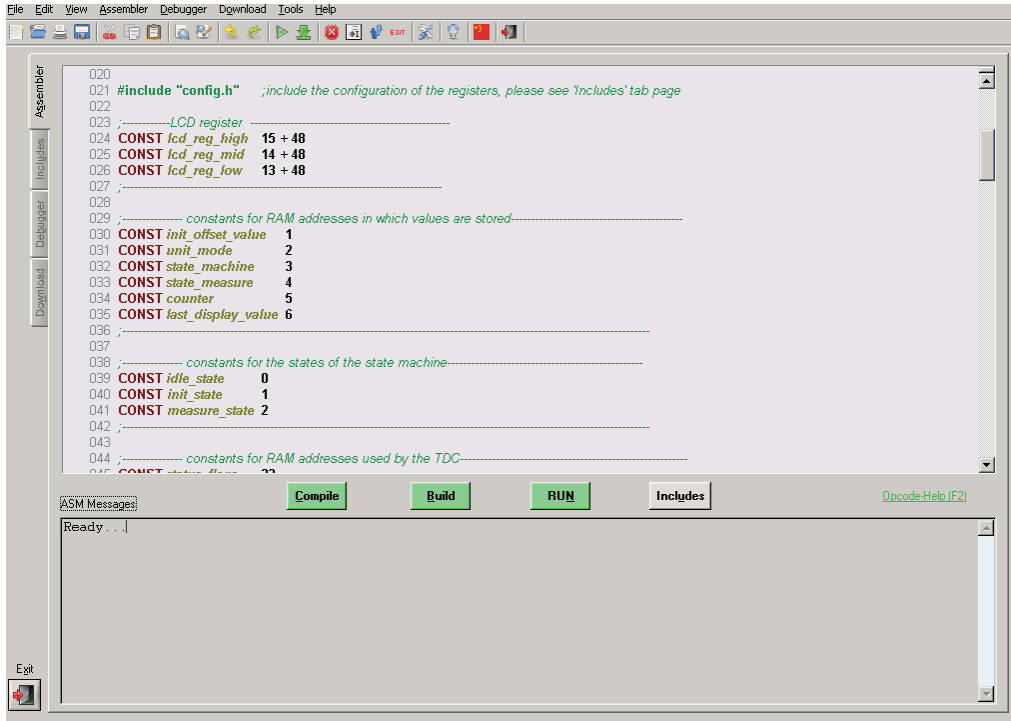 File Edit View Assembler Debugger Download Tools Help
EXIT
Assembler
Includes
Debugger
Download
020
021 #include "config.h" ;include the configuration of the registers, please see 'Includes' tab page
022
023 ;------------LCD register --------------------------------------------------
024 CONST lcd_reg_high 15 + 48
025 CONST lcd_reg_mid 14 + 48
026 CONST lcd_reg_low 13 + 48
027 ;--------------------------------------------------------------------------------
028
029 ;--------------- constants for RAM addresses in which values are stored-------------------------------------------
030 CONST init_offset_value 1
031 CONST unit_mode 2
032 CONST state_machine 3
033 CONST state_measure 4
034 CONST counter 5
035 CONST last_display_value 6
036 ;------------------------------------------------------------------------------------------------------------------------------------
037
038 ;--------------- constants for the states of the state machine-------------------------------------------------
039 CONST idle_state 0
040 CONST init_state 1
041 CONST measure_state 2
042 ;------------------------------------------------------------------------------------------------------------------------------------
043
044 ;--------------- constants for RAM addresses used by the TDC---------------------------------------------------------
045 CONST status_flags 22
Compile Build RUN Includes Opcode-Help (F2)
ASM Messages
Ready...
Exit